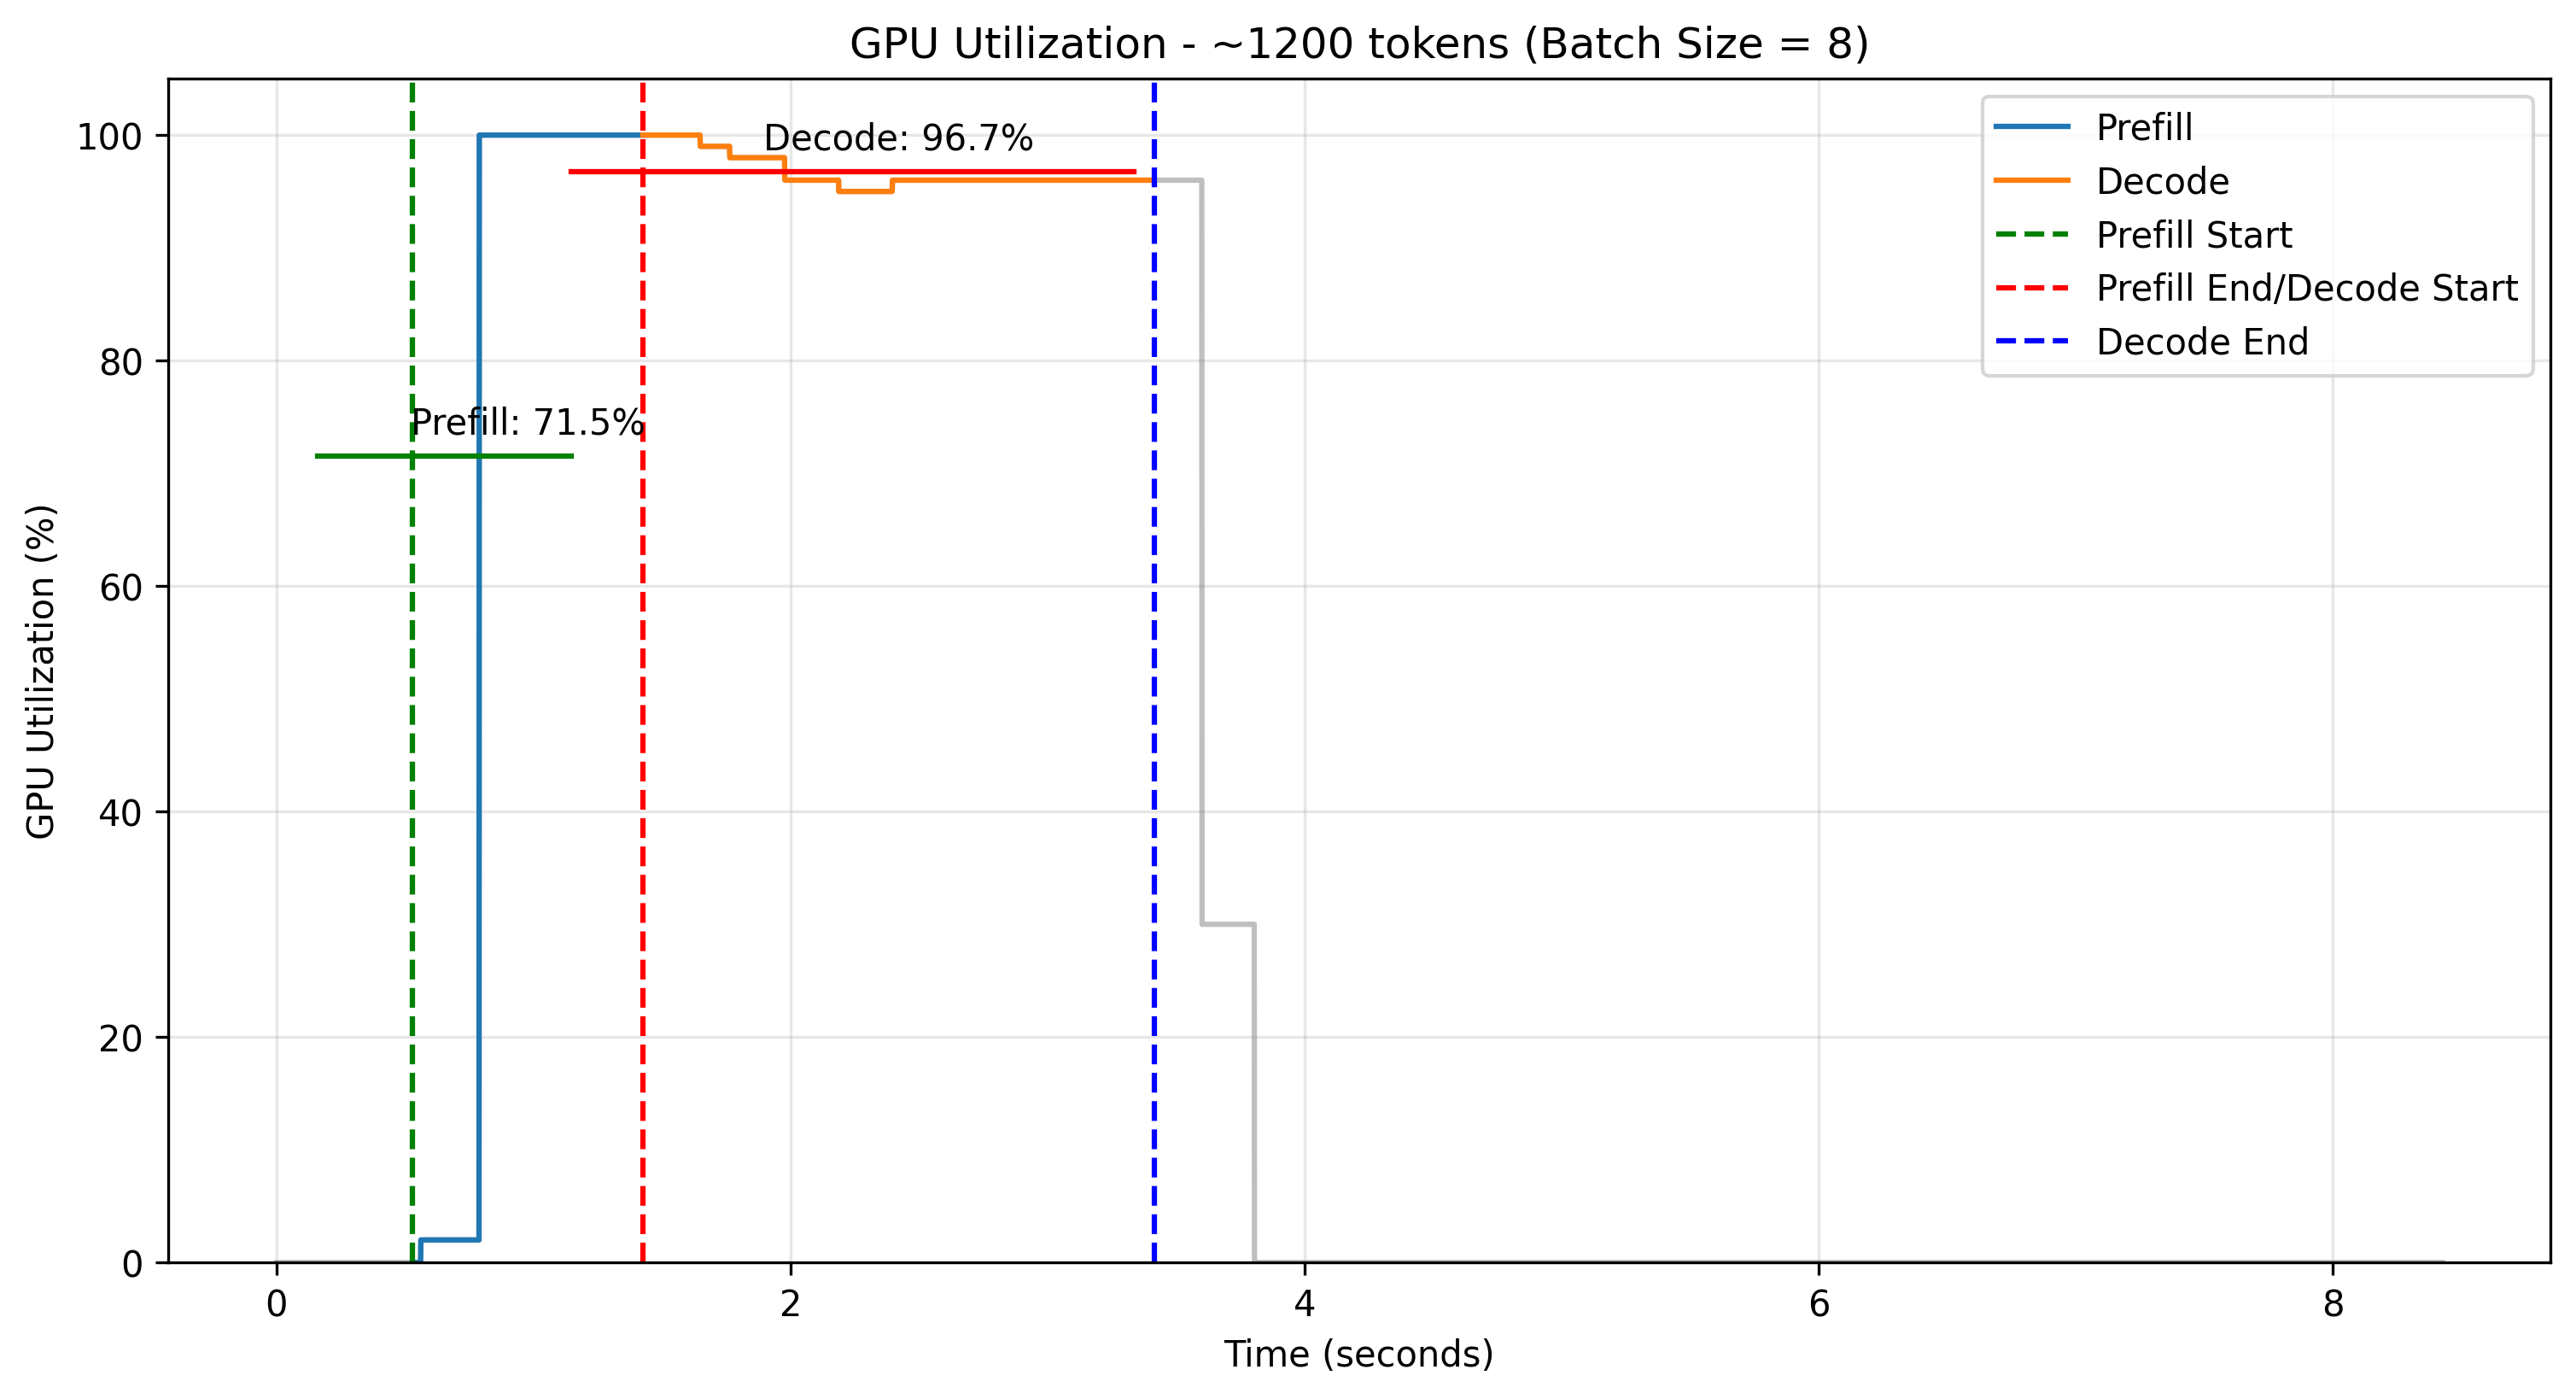 GPU Utilization - ~1200 tokens (Batch Size = 8)
GPU Utilization (%)
100
80
60
40
20
0
Decode: 96.7%
Prefill: 71.5%
Prefill
Decode
Prefill Start
Prefill End/Decode Start
Decode End
0 2 4 6 8
Time (seconds)